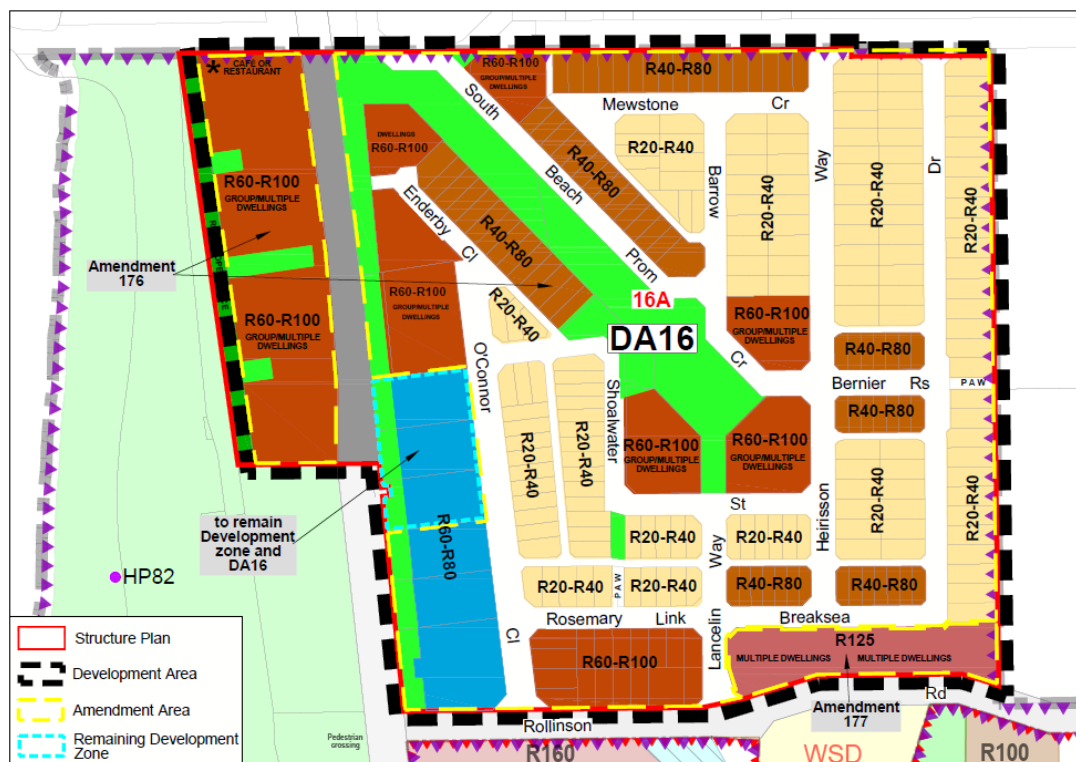 CAFE OR
RESTAURANT
R60-R100
GROUP/MULTIPLE
DWELLINGS
R60-R100
GROUP/MULTIPLE
DWELLINGS
Amendment
176
DWELLINGS
R60-R100
R60-R100
GROUP/MULTIPLE
DWELLINGS
Enderby Cl
R40-R80
South Beach Prom
R60-R100
GROUP/MULTIPLE
DWELLINGS
R40-R80
R40-R80
Mewstone Cr
R20-R40
Barrow
R20-R40
Way
R20-R40
Dr
R20-R40
16A
DA16
R20-R40
R60-R100
GROUP/MULTIPLE
DWELLINGS
Cr
R40-R80
Bernier Rs
PAW
R40-R80
O'Connor Cl
R20-R40
R20-R40
Shoalwater
R60-R100
GROUP/MULTIPLE
DWELLINGS
R60-R100
GROUP/MULTIPLE
DWELLINGS
St
R20-R40
R20-R40
Heirisson
R20-R40
R20-R40
to remain
Development
zone and
DA16
R60-R80
R20-R40
PAW
R20-R40
Way
R40-R80
R40-R80
Rosemary Link
Lancelin
Breaksea
R60-R100
R125
MULTIPLE DWELLINGS MULTIPLE DWELLINGS
Amendment
177
Rd
Rollinson
HP82
Pedestrian
crossing
R160
WSD
R100
Structure Plan
Development Area
Amendment Area
Remaining Development
Zone